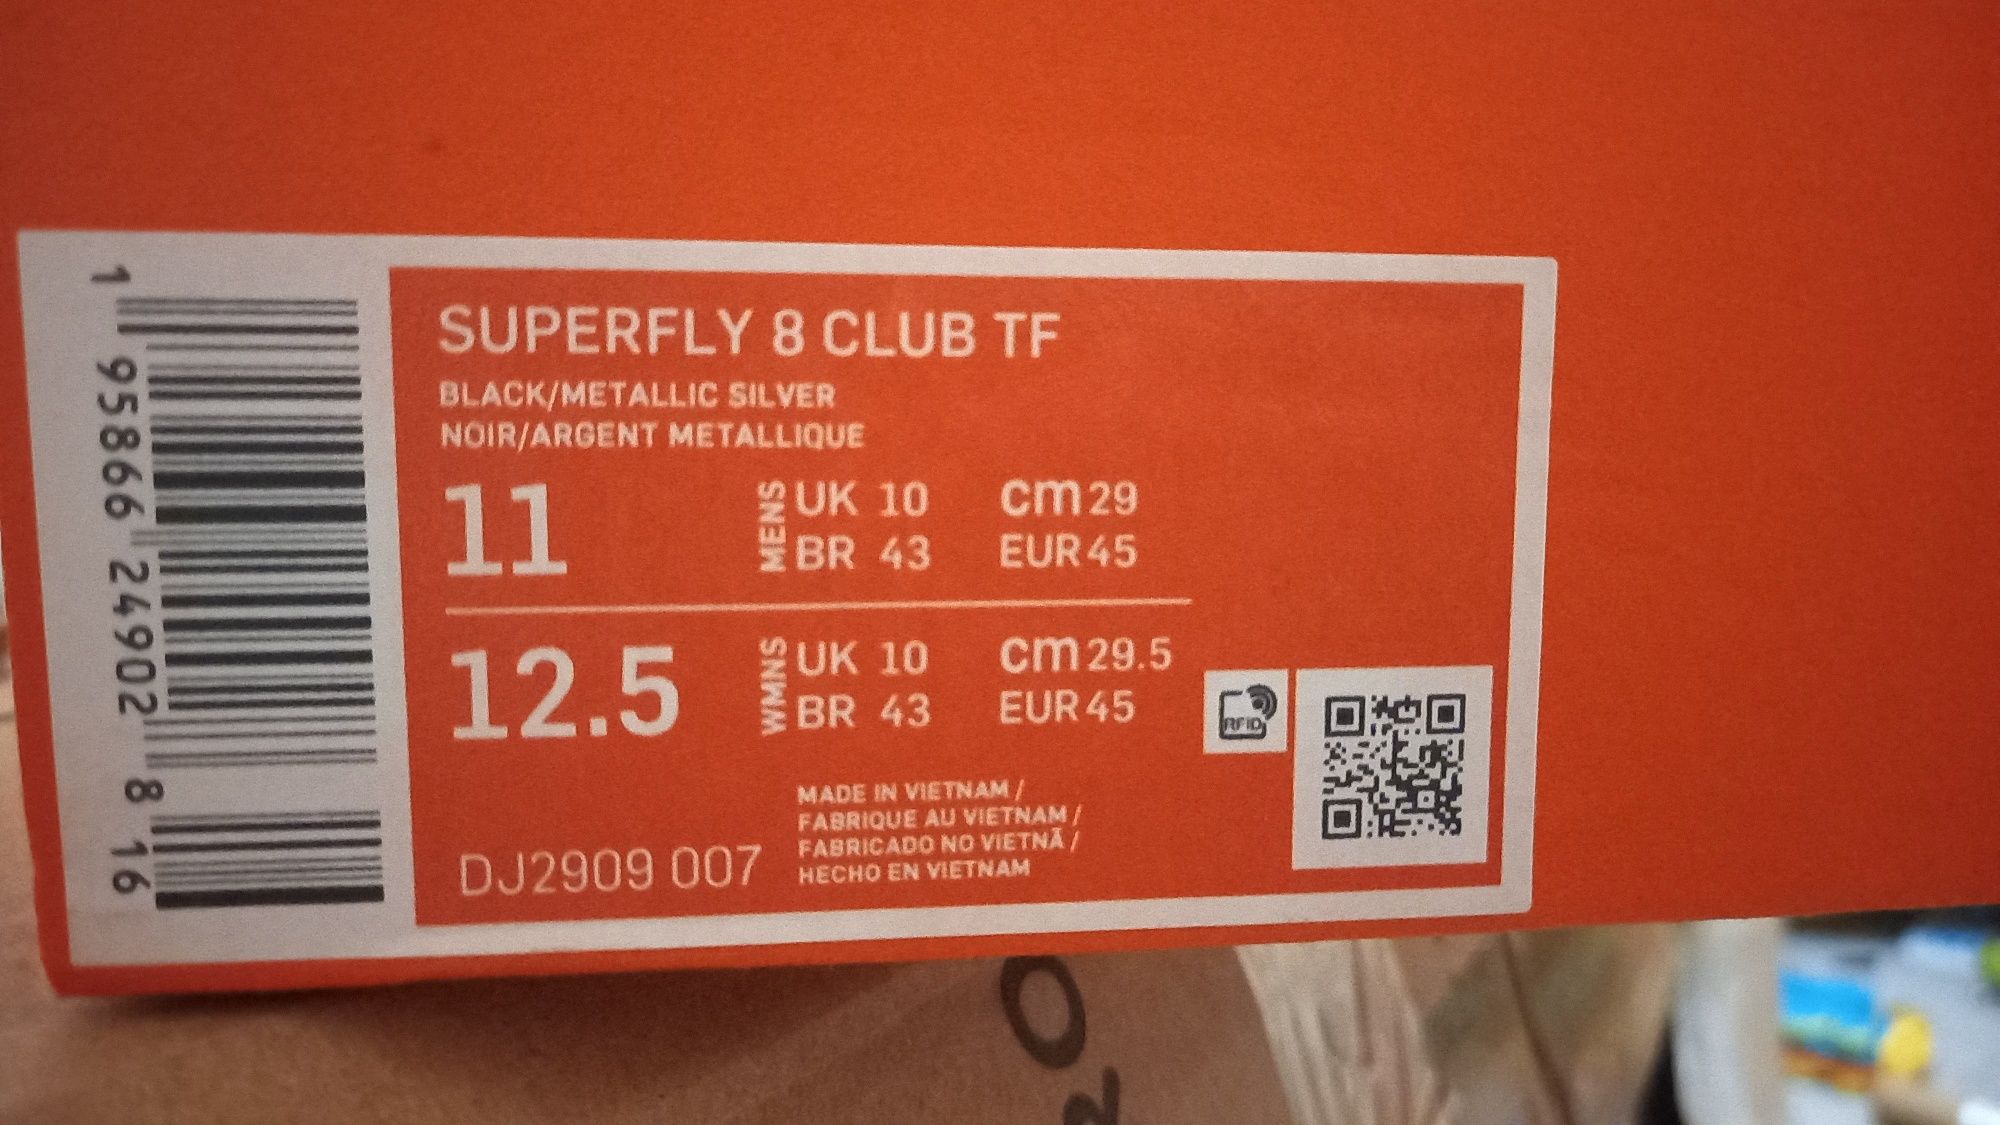 SUPERFLY 8 CLUB TF
BLACK/METALLIC SILVER
NOIR/ARGENT METALLIQUE
11
MENS
UK 10 cm 29
BR 43 EUR 45
12.5
WMNS
UK 10 cm 29.5
BR 43 EUR 45
MADE IN VIETNAM /
FABRIQUE AU VIETNAM /
FABRICADO NO VIETNÃ /
HECHO EN VIETNAM
DJ2909 007
RFID
1 95866 24902 8 16